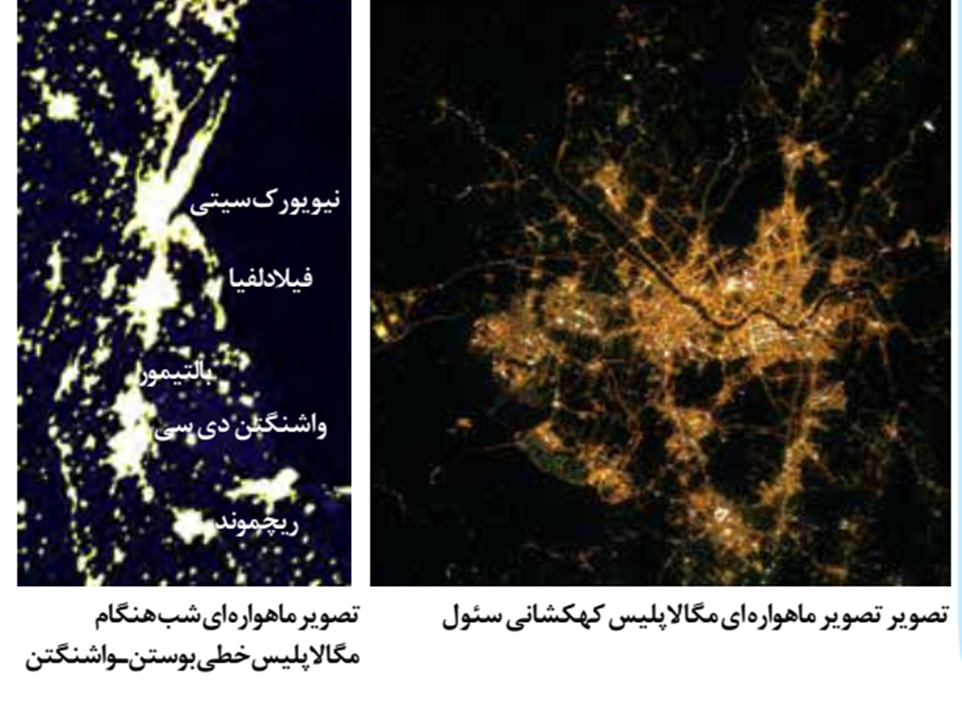 نیویورک‌سیتی
فیلادلفیا
بالتیمور
واشنگتن دی سی
ریچموند
تصویر تصویر ماهواره‌ای مگالاپلیس کهکشانی سئول
تصویر ماهواره‌ای شب‌هنگام
مگالاپلیس خطی بوستن‌ـواشنگتن